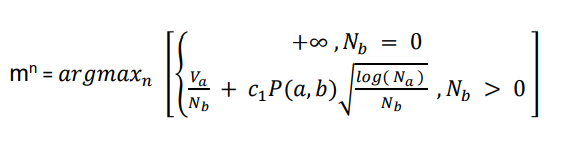 +∞ , N_b = 0
mⁿ = argmaxₙ [{ V_a/N_b + c₁P(a, b)√(log( N_a )/N_b) , N_b > 0 ]